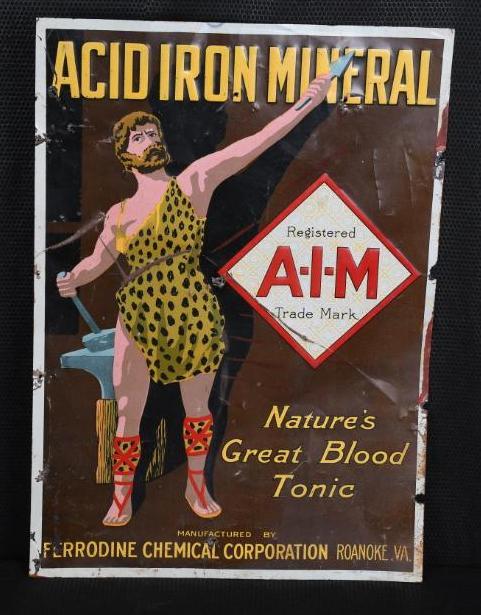 ACID IRON MINERAL
Registered
A-I-M
Trade Mark
Nature's
Great Blood
Tonic
MANUFACTURED BY
FERRODINE CHEMICAL CORPORATION ROANOKE, VA.